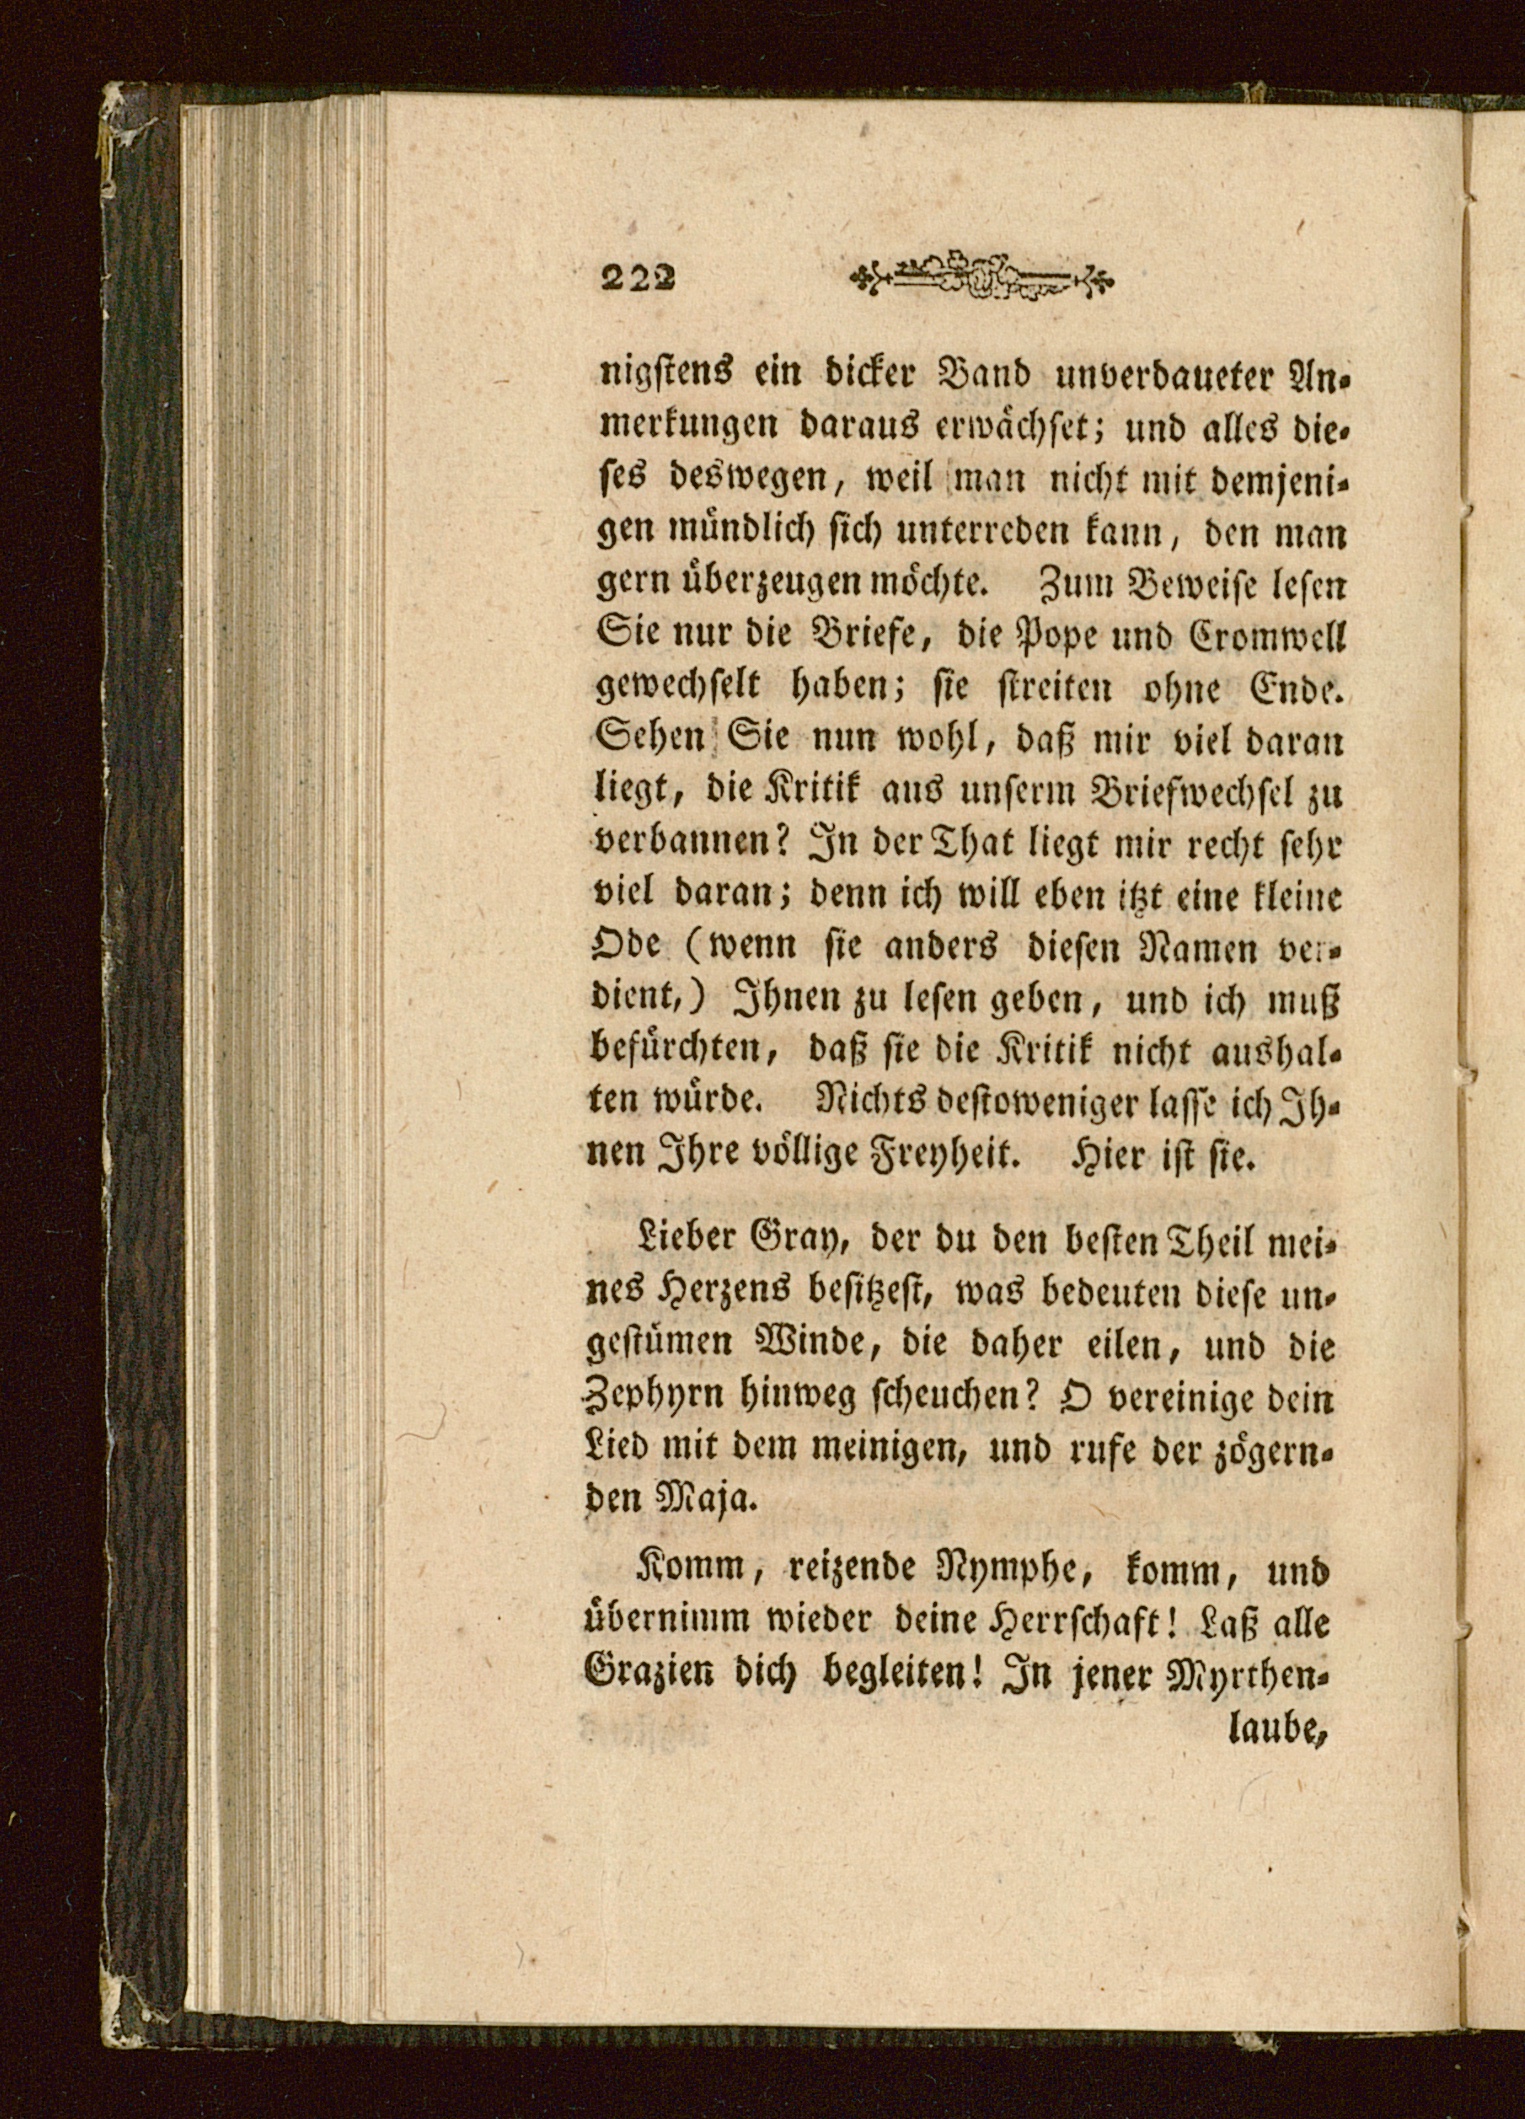 222
nigſtens ein dicker Band unverdaueter An-
merkungen daraus erwächſet; und alles die-
ſes deswegen, weil man nicht mit demjeni-
gen mündlich ſich unterreden kann, den man
gern überzeugen möchte. Zum Beweiſe leſen
Sie nur die Briefe, die Pope und Cromwell
gewechſelt haben; ſie ſtreiten ohne Ende.
Sehen Sie nun wohl, daß mir viel daran
liegt, die Kritik aus unſerm Briefwechſel zu
verbannen? In der That liegt mir recht ſehr
viel daran; denn ich will eben itzt eine kleine
Ode (wenn ſie anders dieſen Namen ver-
dient,) Ihnen zu leſen geben, und ich muß
befürchten, daß ſie die Kritik nicht aushal-
ten würde. Nichts deſtoweniger laſſe ich Ih-
nen Ihre völlige Freyheit. Hier iſt ſie.
Lieber Gray, der du den beſten Theil mei-
nes Herzens beſitzeſt, was bedeuten dieſe un-
geſtümen Winde, die daher eilen, und die
Zephyrn hinweg ſcheuchen? O vereinige dein
Lied mit dem meinigen, und rufe der zögern-
den Maja.
Komm, reizende Nymphe, komm, und
übernimm wieder deine Herrſchaft! Laß alle
Grazien dich begleiten! In jener Myrthen-
laube,